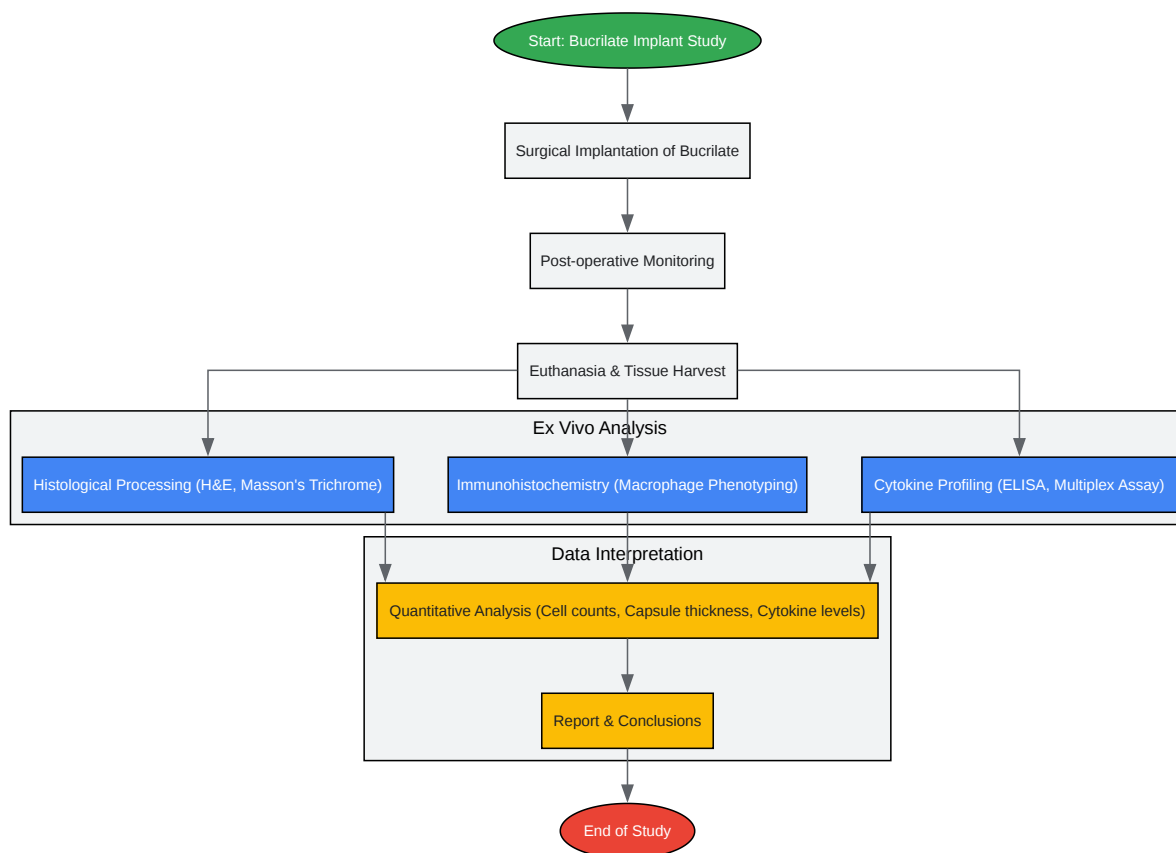 Start: Bucrilate Implant Study
Surgical Implantation of Bucrilate
Post-operative Monitoring
Euthanasia & Tissue Harvest
Ex Vivo Analysis
Histological Processing (H&E, Masson's Trichrome)
Immunohistochemistry (Macrophage Phenotyping)
Cytokine Profiling (ELISA, Multiplex Assay)
Data Interpretation
Quantitative Analysis (Cell counts, Capsule thickness, Cytokine levels)
Report & Conclusions
End of Study